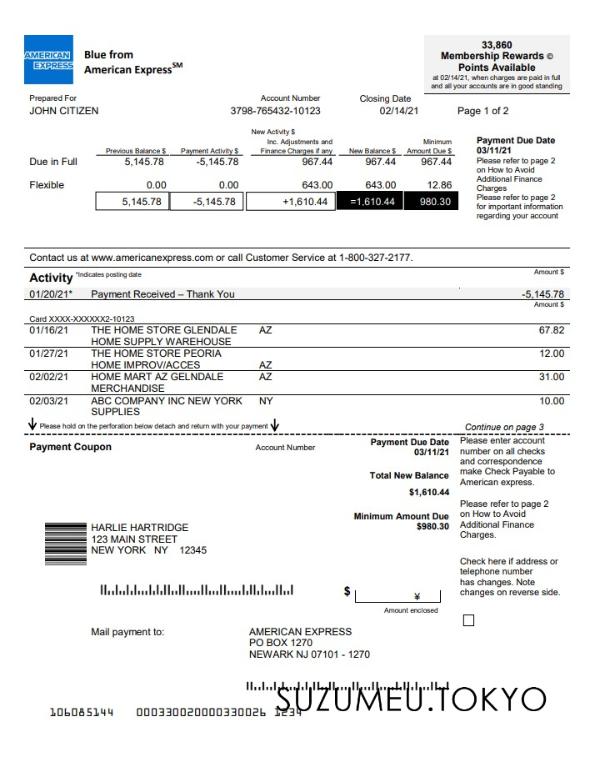 AMERICAN
EXPRESS
Blue from
American Express℠
33,860
Membership Rewards ©
Points Available
at 02/14/21, when charges are paid in full
and all your accounts are in good standing
Prepared For
JOHN CITIZEN
Account Number
3798-765432-10123
Closing Date
02/14/21
Page 1 of 2
Previous Balance $ Payment Activity $ New Activity $ Inc. Adjustments and Finance Charges if any New Balance $ Minimum Amount Due $
Due in Full 5,145.78 -5,145.78 967.44 967.44 967.44
Flexible 0.00 0.00 643.00 643.00 12.86
5,145.78 -5,145.78 +1,610.44 =1,610.44 980.30
Payment Due Date
03/11/21
Please refer to page 2
on How to Avoid
Additional Finance
Charges
Please refer to page 2
for important information
regarding your account
Contact us at www.americanexpress.com or call Customer Service at 1-800-327-2177.
Activity *Indicates posting date Amount $
01/20/21* Payment Received – Thank You -5,145.78
Amount $
Card XXXX-XXXXXX2-10123
01/16/21 THE HOME STORE GLENDALE AZ 67.82
HOME SUPPLY WAREHOUSE
01/27/21 THE HOME STORE PEORIA 12.00
HOME IMPROV/ACCES AZ
02/02/21 HOME MART AZ GELNDALE AZ 31.00
MERCHANDISE
02/03/21 ABC COMPANY INC NEW YORK NY 10.00
SUPPLIES
Please hold on the perforation below detach and return with your payment
Continue on page 3
Payment Coupon
Account Number
Payment Due Date
03/11/21
Total New Balance
$1,610.44
Minimum Amount Due
$980.30
Please enter account
number on all checks
and correspondence
make Check Payable to
American express.
Please refer to page 2
on How to Avoid
Additional Finance
Charges.
HARLIE HARTRIDGE
123 MAIN STREET
NEW YORK NY 12345
Check here if address or
telephone number
has changes. Note
changes on reverse side.
$ ¥
Amount enclosed
Mail payment to:
AMERICAN EXPRESS
PO BOX 1270
NEWARK NJ 07101 - 1270
SUZUMEU.TOKYO
106085144 000330020000330026 1234